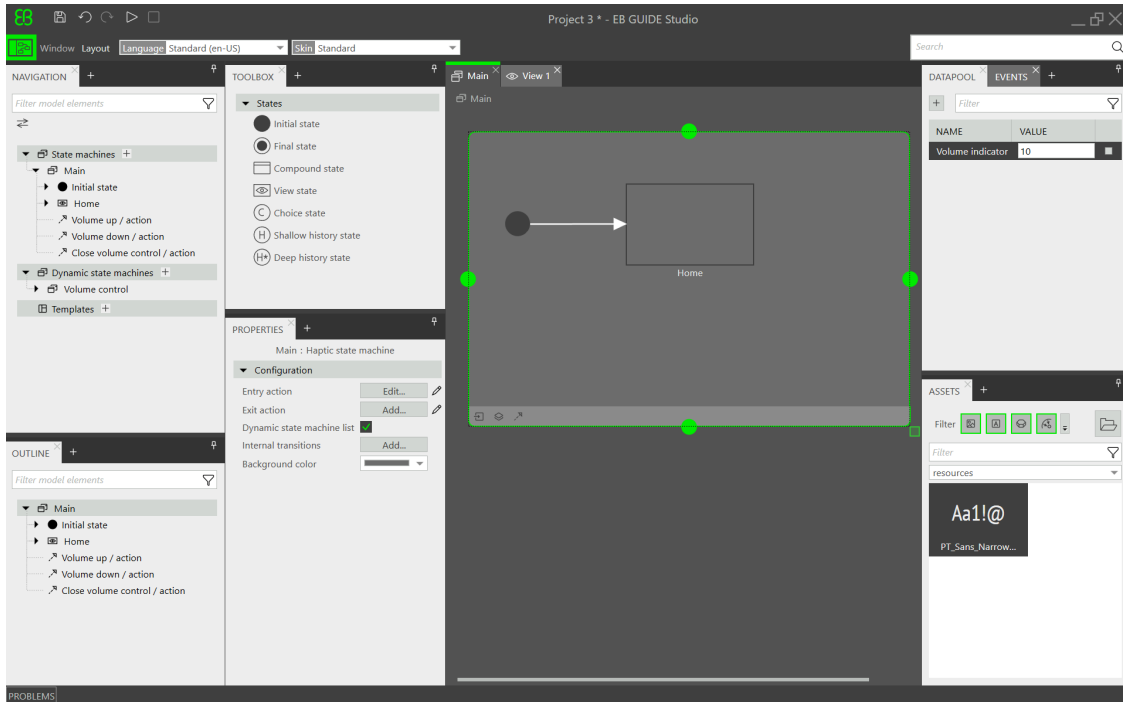 EB
Project 3 * - EB GUIDE Studio
Window Layout Language Standard (en-US) Skin Standard
Search
NAVIGATION
Filter model elements
State machines
Main
Initial state
Home
Volume up / action
Volume down / action
Close volume control / action
Dynamic state machines
Volume control
Templates
OUTLINE
Filter model elements
Main
Initial state
Home
Volume up / action
Volume down / action
Close volume control / action
TOOLBOX
States
Initial state
Final state
Compound state
View state
C Choice state
H Shallow history state
H* Deep history state
PROPERTIES
Main : Haptic state machine
Configuration
Entry action Edit...
Exit action Add...
Dynamic state machine list
Internal transitions Add...
Background color
Main View 1
Main
Home
DATAPOOL EVENTS
Filter
NAME VALUE
Volume indicator 10
ASSETS
Filter A
Filter
resources
Aa1!@
PT_Sans_Narrow...
PROBLEMS